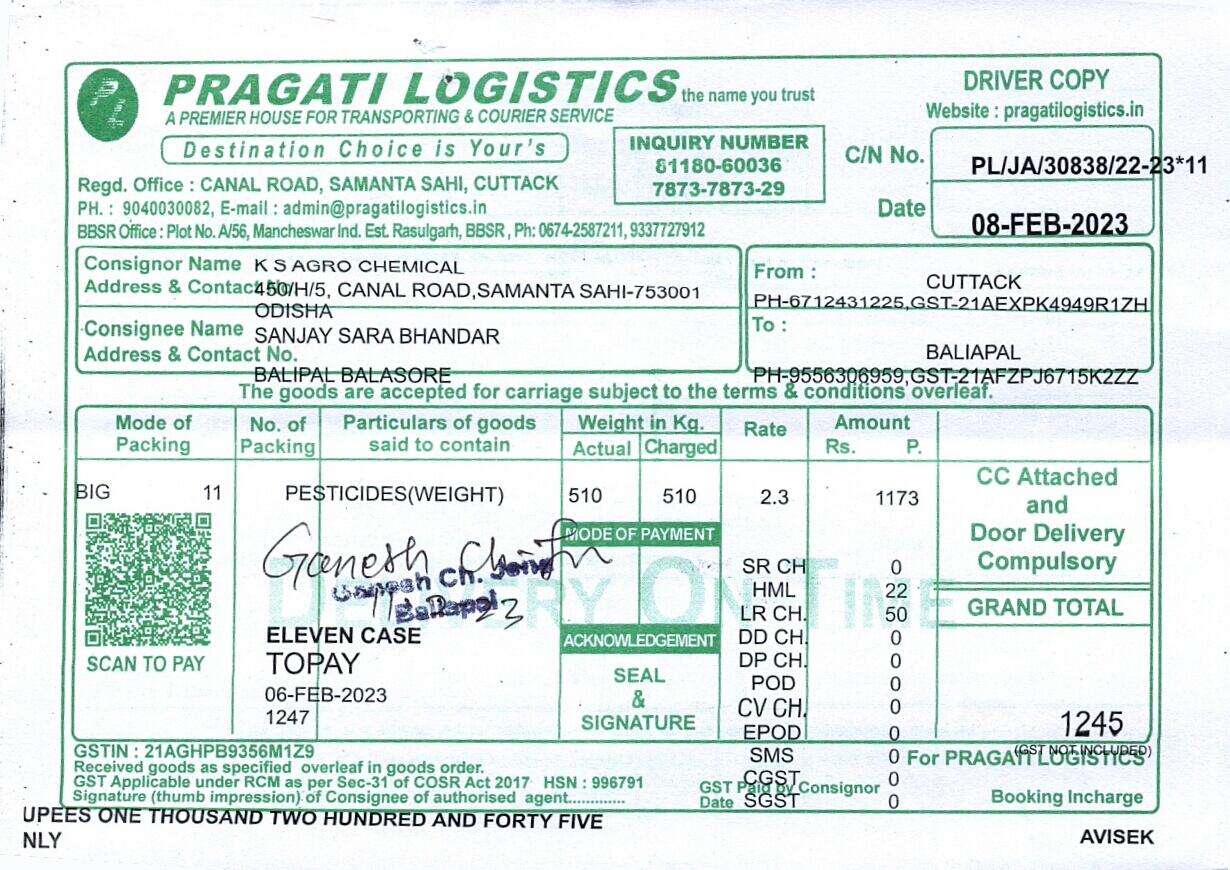 PRAGATI LOGISTICS the name you trust
A PREMIER HOUSE FOR TRANSPORTING & COURIER SERVICE
Destination Choice is Your's
DRIVER COPY
Website : pragatilogistics.in
INQUIRY NUMBER
81180-60036
7873-7873-29
C/N No. PL/JA/30838/22-23*11
Date 08-FEB-2023
Regd. Office : CANAL ROAD, SAMANTA SAHI, CUTTACK
PH. : 9040030082, E-mail : admin@pragatilogistics.in
BBSR Office : Plot No. A/56, Mancheswar Ind. Est. Rasulgarh, BBSR , Ph: 0674-2587211, 9337727912
Consignor Name K S AGRO CHEMICAL
Address & Contact No. 450/H/5, CANAL ROAD,SAMANTA SAHI-753001
ODISHA
Consignee Name SANJAY SARA BHANDAR
Address & Contact No.
BALIPAL BALASORE
From : CUTTACK
PH-6712431225,GST-21AEXPK4949R1ZH
To :
BALIAPAL
PH-9556306959,GST-21AFZPJ6715K2ZZ
The goods are accepted for carriage subject to the terms & conditions overleaf.
Mode of Packing No. of Packing Particulars of goods said to contain Weight in Kg. Actual Charged Rate Amount Rs. P.
BIG 11 PESTICIDES(WEIGHT) 510 510 2.3 1173
CC Attached
and
Door Delivery
Compulsory
MODE OF PAYMENT
Ganesh
Ganesh Ch. Jena
Baliapal
23
DELIVERY ON TIME
SR CH 0
HML 22
LR CH. 50
DD CH. 0
DP CH. 0
POD 0
CV CH. 0
EPOD 0
SMS 0
CGST 0
SGST 0
GRAND TOTAL
1245
(GST NOT INCLUDED)
ACKNOWLEDGEMENT
SEAL
&
SIGNATURE
ELEVEN CASE
TOPAY
06-FEB-2023
1247
SCAN TO PAY
GSTIN : 21AGHPB9356M1Z9
Received goods as specified overleaf in goods order.
GST Applicable under RCM as per Sec-31 of COSR Act 2017 HSN : 996791
Signature (thumb impression) of Consignee of authorised agent.............
GST Paid by Consignor
Date
For PRAGATI LOGISTICS
Booking Incharge
UPEES ONE THOUSAND TWO HUNDRED AND FORTY FIVE
NLY
AVISEK